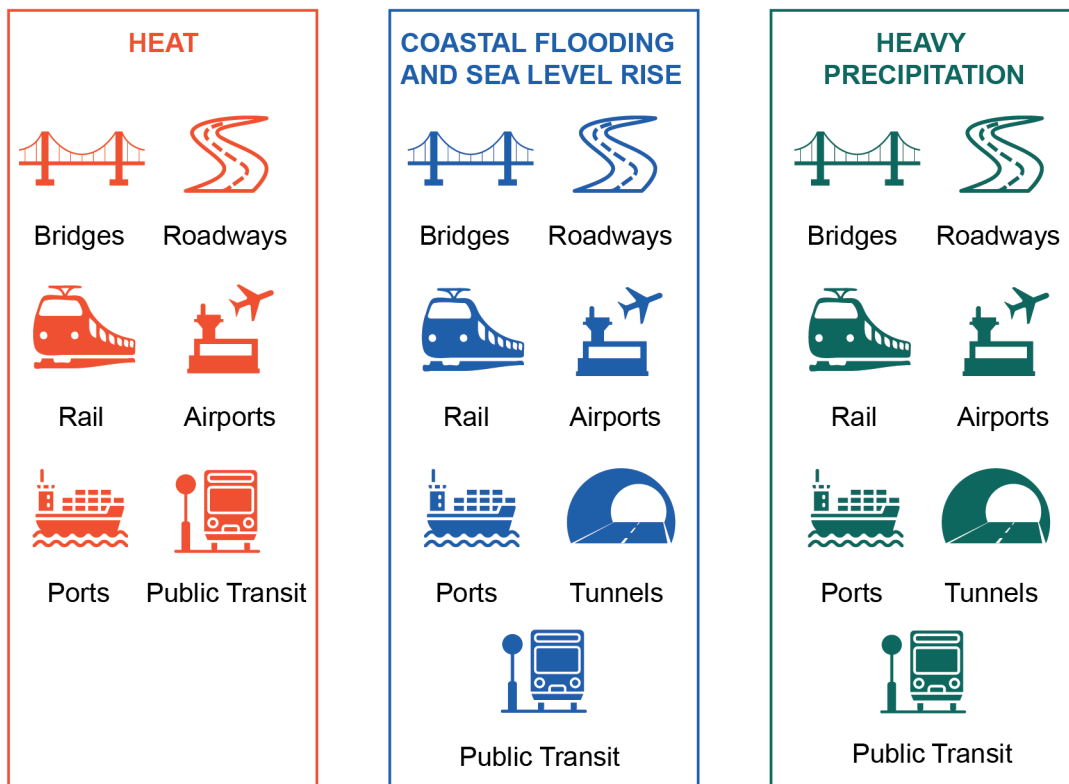 HEAT
Bridges
Roadways
Rail
Airports
Ports
Public Transit
COASTAL FLOODING
AND SEA LEVEL RISE
Bridges
Roadways
Rail
Airports
Ports
Tunnels
Public Transit
HEAVY
PRECIPITATION
Bridges
Roadways
Rail
Airports
Ports
Tunnels
Public Transit